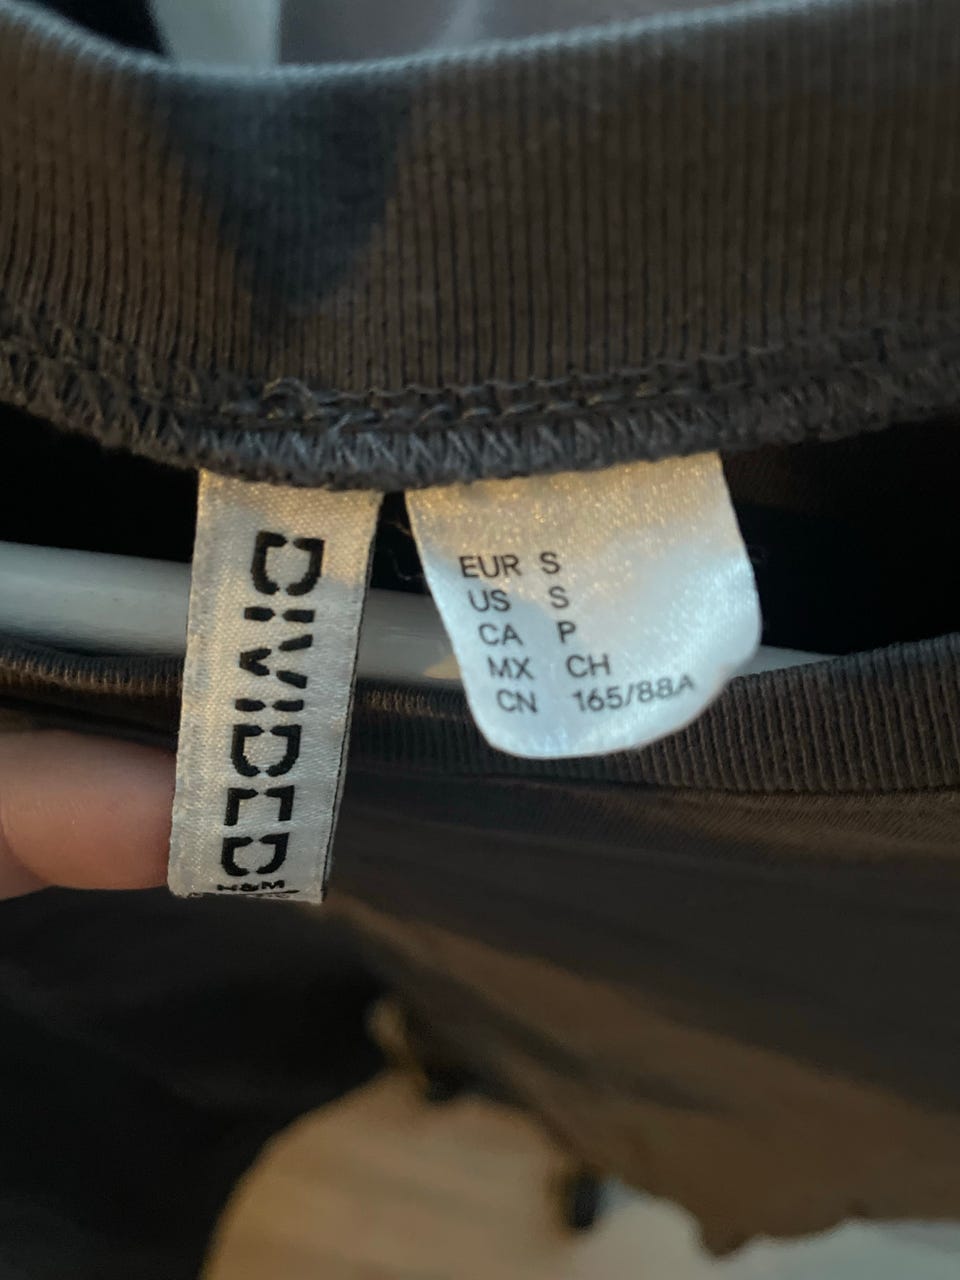 DIVIDED
H&M
EUR S
US S
CA P
MX CH
CN 165/88A